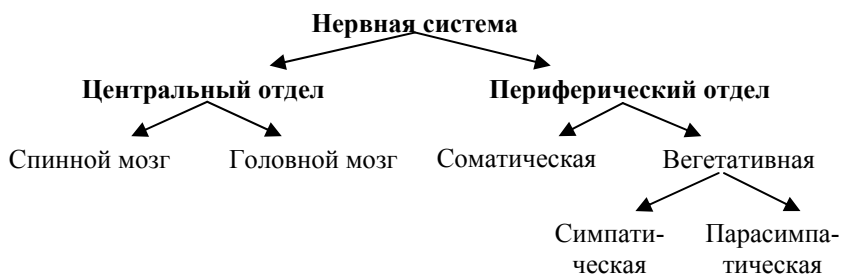 Нервная система
Центральный отдел Периферический отдел
Спинной мозг Головной мозг Соматическая Вегетативная
Симпати- Парасимпа-
ческая тическая